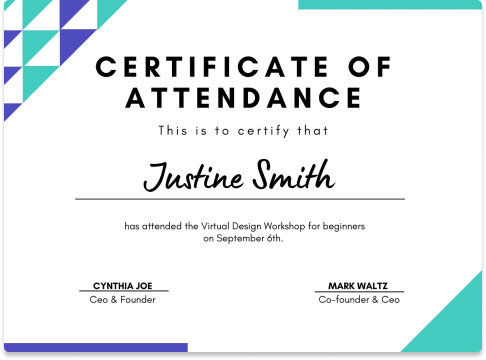 CERTIFICATE OF
ATTENDANCE
This is to certify that
Justine Smith
has attended the Virtual Design Workshop for beginners
on September 6th.
CYNTHIA JOE
Ceo & Founder
MARK WALTZ
Co-founder & Ceo